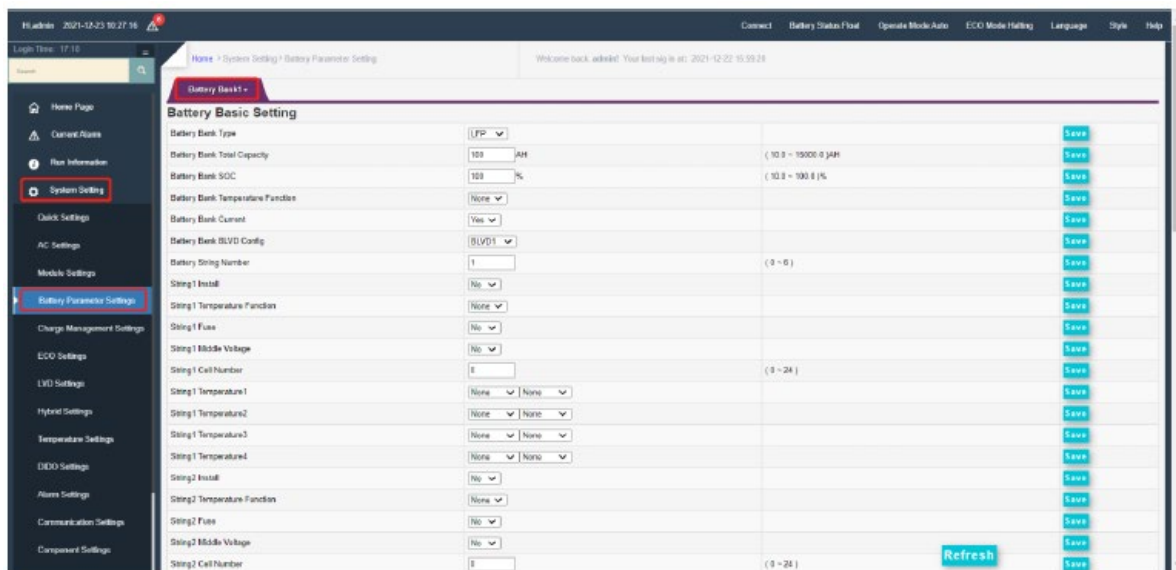 Hi,admin 2021-12-23 10:27:16 Connect Battery Status:Float Operate Mode:Auto ECO Mode:Halting Language Style Help
Login Time: 17:10
Home > System Setting > Battery Parameter Setting Welcome back, admin! Your last sig in at: 2021-12-22 15:59:28
Search
Battery Bank1
Home Page
Current Alarm
Run Information
System Setting
Quick Settings
AC Settings
Module Settings
Battery Parameter Settings
Charge Management Settings
ECO Settings
LVD Settings
Hybrid Settings
Temperature Settings
DIDO Settings
Alarm Settings
Communication Settings
Component Settings
Battery Basic Setting
Battery Bank Type LFP Save
Battery Bank Total Capacity 100 AH ( 10.0 ~ 15000.0 )AH Save
Battery Bank SOC 100 % ( 10.0 ~ 100.0 )% Save
Battery Bank Temperature Function None Save
Battery Bank Current Yes Save
Battery Bank BLVD Config BLVD1 Save
Battery String Number 1 ( 0 ~ 6 ) Save
String1 Install No Save
String1 Temperature Function None Save
String1 Fuse No Save
String1 Middle Voltage No Save
String1 Cell Number 0 ( 0 ~ 24 ) Save
String1 Temperature1 None None Save
String1 Temperature2 None None Save
String1 Temperature3 None None Save
String1 Temperature4 None None Save
String2 Install No Save
String2 Temperature Function None Save
String2 Fuse No Save
String2 Middle Voltage No Save
Refresh
String2 Cell Number 0 ( 0 ~ 24 ) Save